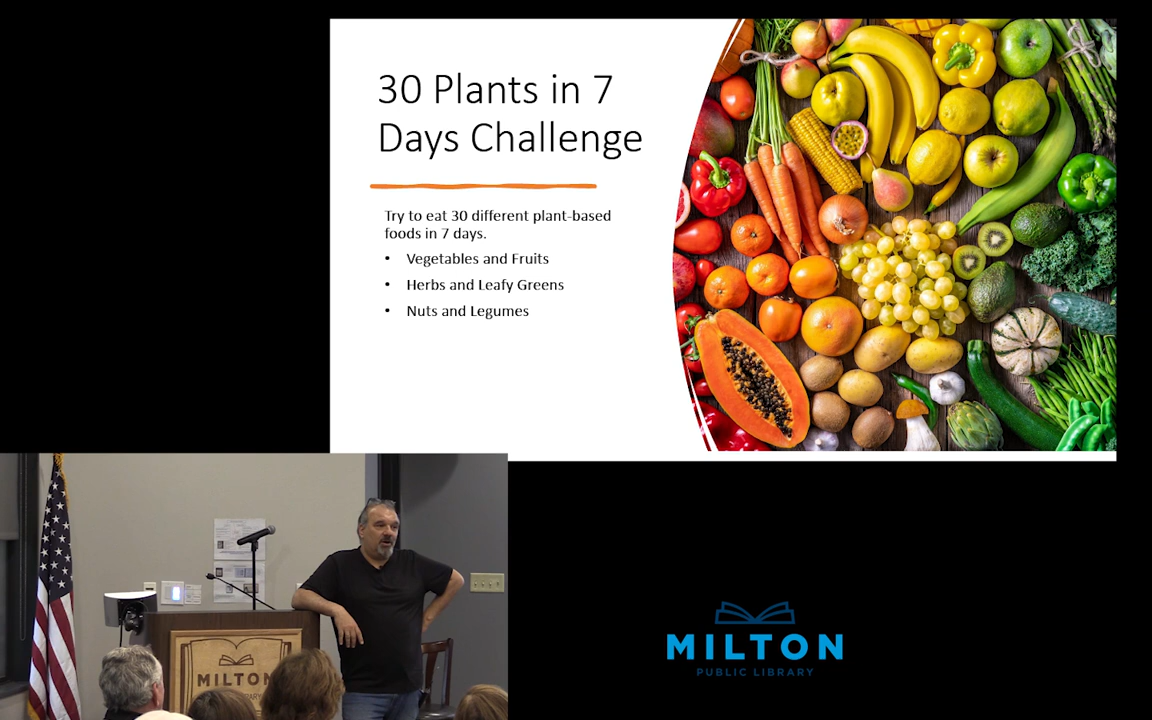 30 Plants in 7
Days Challenge
Try to eat 30 different plant-based
foods in 7 days.
• Vegetables and Fruits
• Herbs and Leafy Greens
• Nuts and Legumes
MILTON
MILTON
PUBLIC LIBRARY